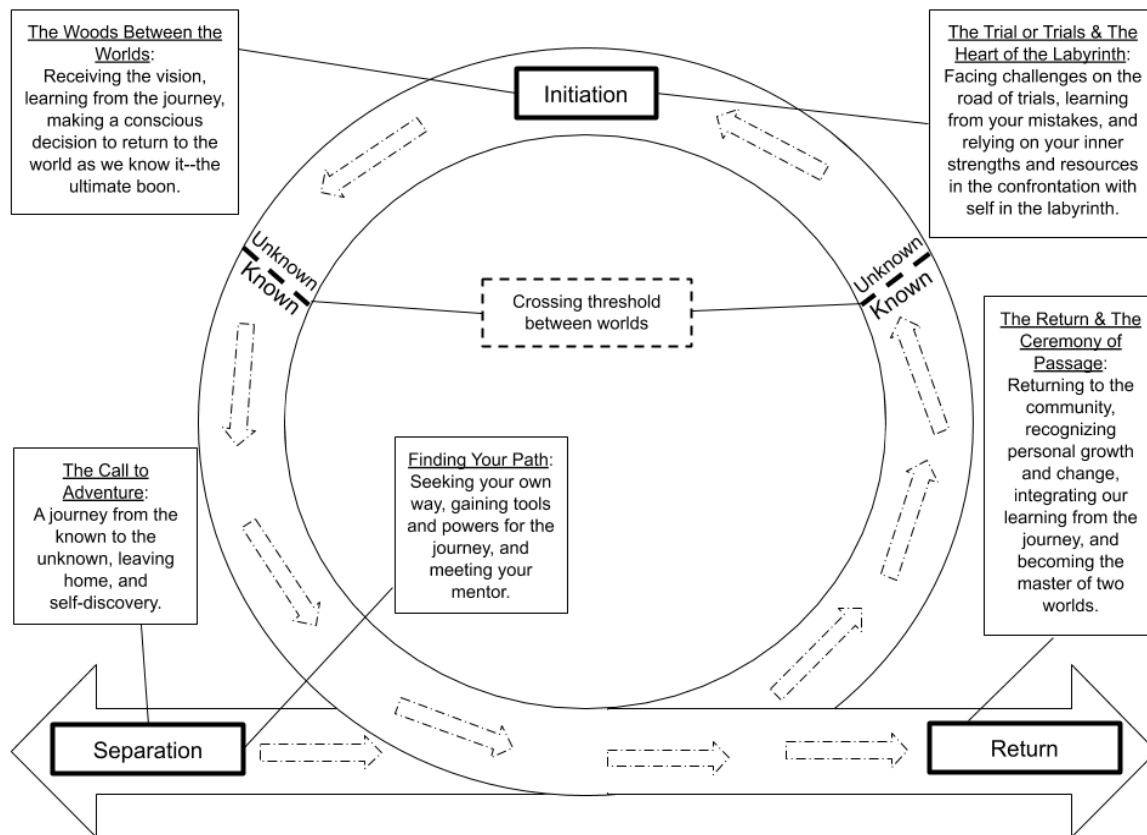 The Woods Between the
Worlds:
Receiving the vision,
learning from the journey,
making a conscious
decision to return to the
world as we know it--the
ultimate boon.
Initiation
The Trial or Trials & The
Heart of the Labyrinth:
Facing challenges on the
road of trials, learning
from your mistakes, and
relying on your inner
strengths and resources
in the confrontation with
self in the labyrinth.
Unknown
Known
Crossing threshold
between worlds
Unknown
Known
The Return & The
Ceremony of
Passage:
Returning to the
community,
recognizing
personal growth
and change,
integrating our
learning from the
journey, and
becoming the
master of two
worlds.
The Call to
Adventure:
A journey from the
known to the
unknown, leaving
home, and
self-discovery.
Finding Your Path:
Seeking your own
way, gaining tools
and powers for the
journey, and
meeting your
mentor.
Separation
Return